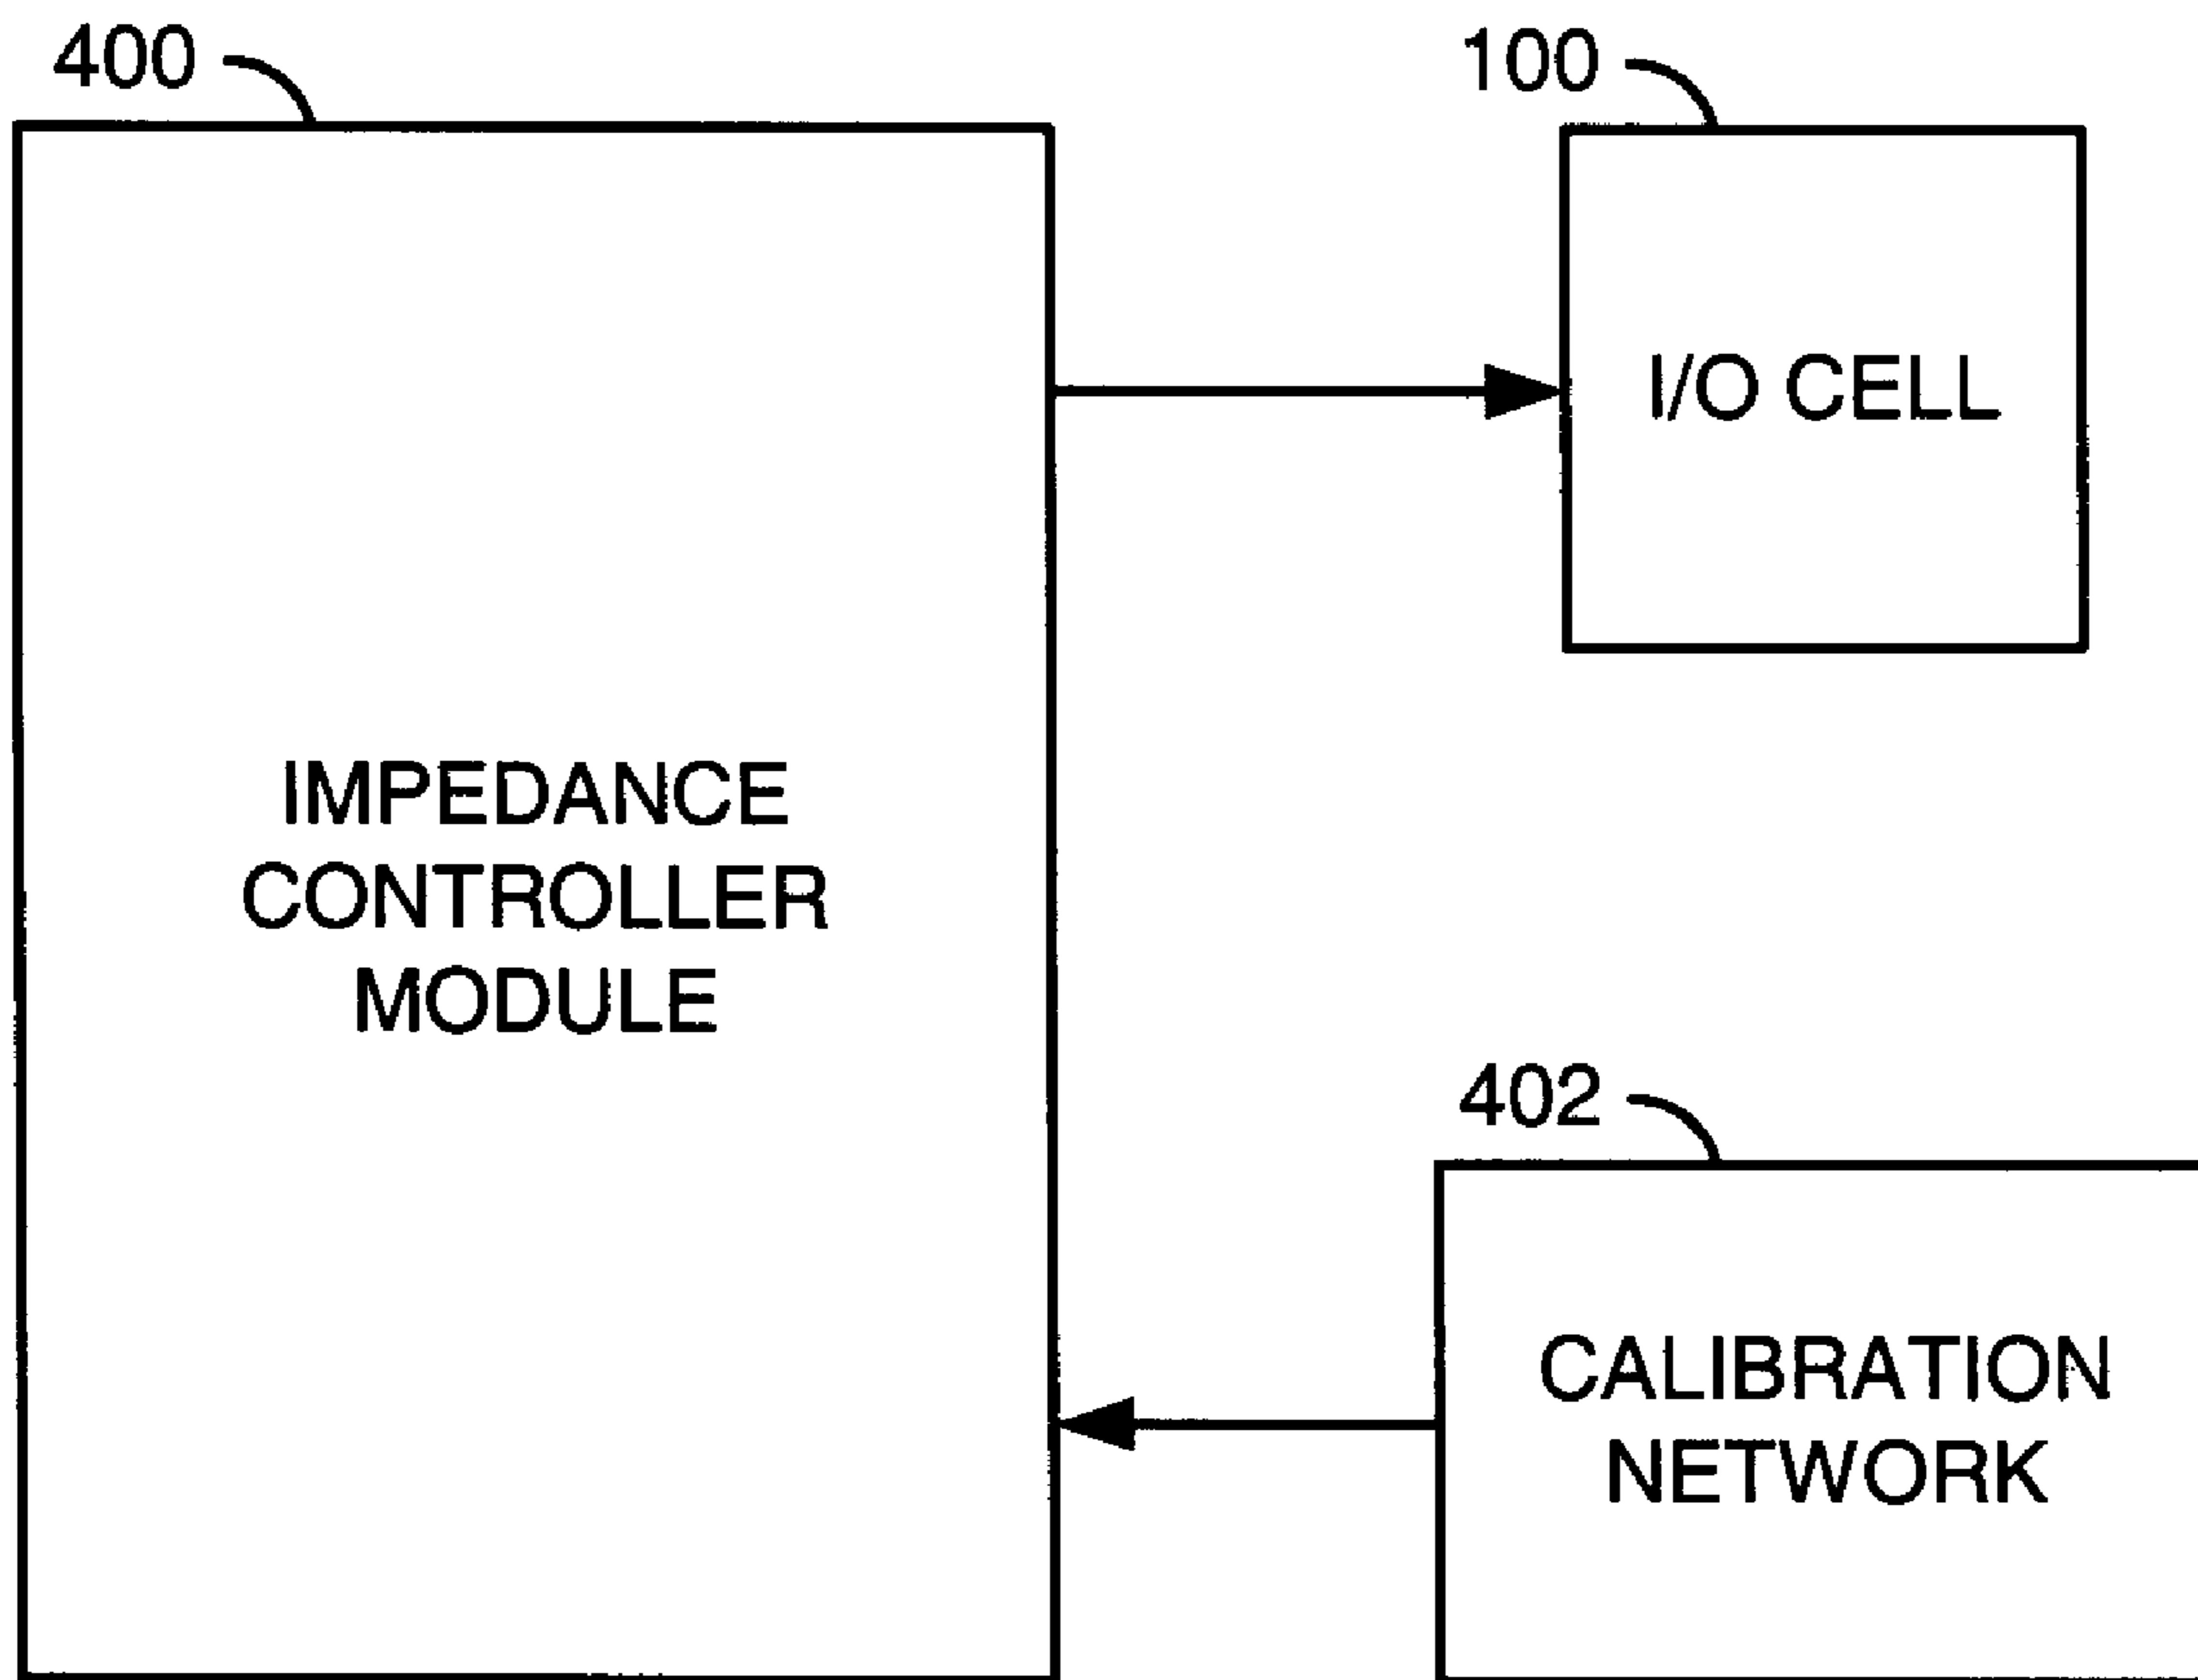 400
100
I/O CELL
IMPEDANCE
CONTROLLER
MODULE
402
CALIBRATION
NETWORK